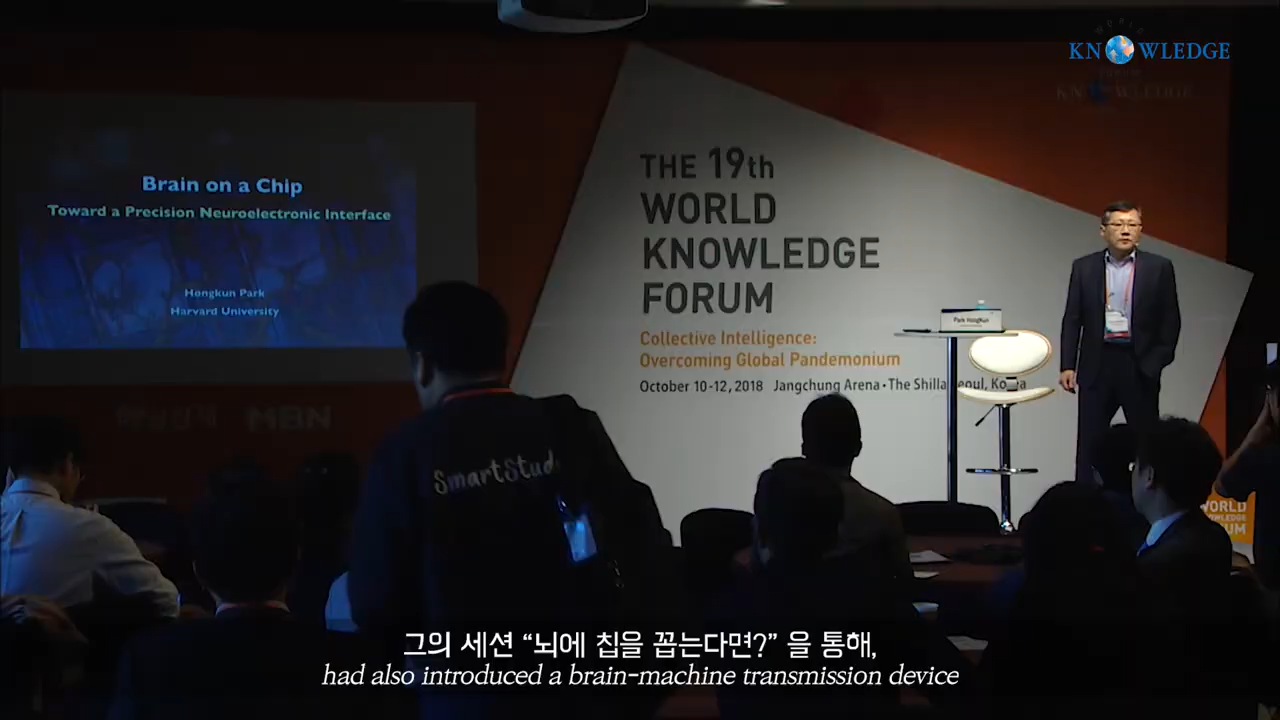 KNOWLEDGE
Brain on a Chip
Toward a Precision Neuroelectronic Interface
Hongkun Park
Harvard University
THE 19th
WORLD
KNOWLEDGE
FORUM
Collective Intelligence:
Overcoming Global Pandemonium
October 10-12, 2018 Jangchung Arena • The Shilla Seoul, Korea
Park HongKun
MBN
SmartStud
WORLD
KNOWLEDGE
FORUM
그의 세션 “뇌에 칩을 꼽는다면?” 을 통해,
had also introduced a brain-machine transmission device